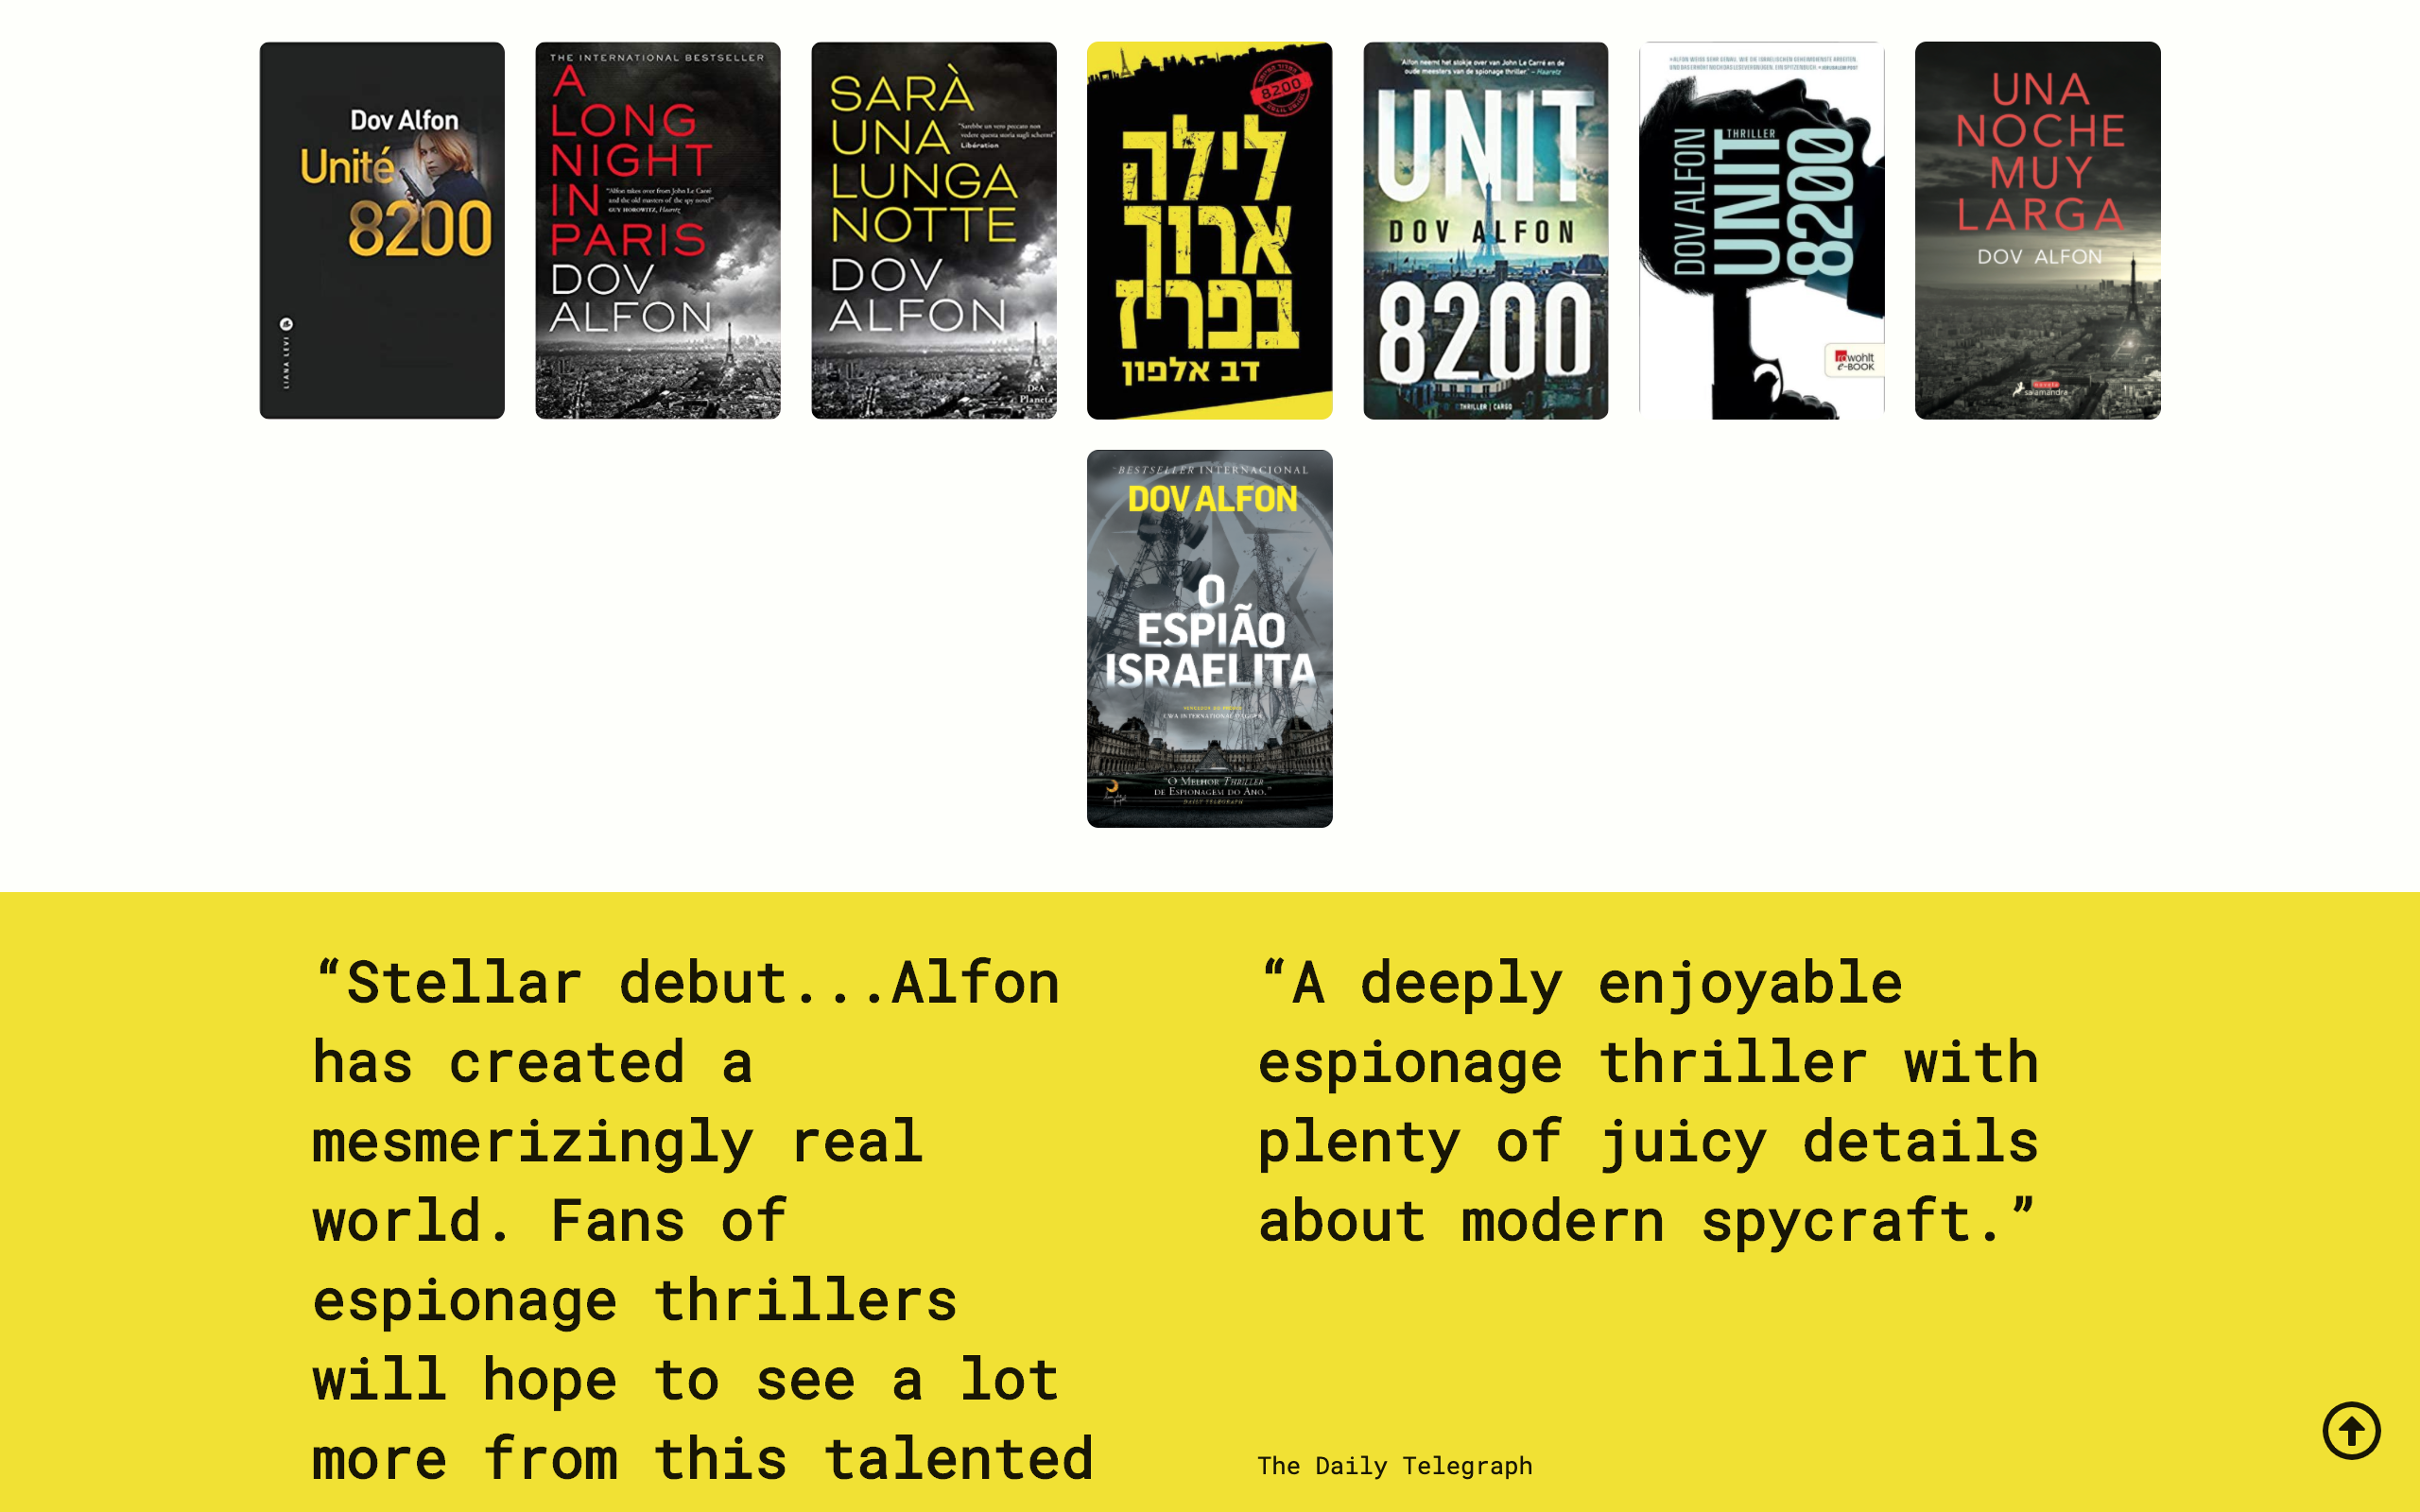 Dov Alfon
Unité
8200
LIANA LEVI
THE INTERNATIONAL BESTSELLER
A
LONG
NIGHT
IN
PARIS
"Alfon takes over from John Le Carré
and the old masters of the spy novel"
GUY HOROWITZ, Haaretz
DOV
ALFON
SARÀ
UNA
LUNGA
NOTTE
"Sarebbe un vero peccato non
vedere questa storia sugli schermi"
Libération
DOV
ALFON
DeA
Planeta
8200
לילה
ארוך
בפריז
דב אלפון
Alfon neemt het stokje over van John Le Carré en de
oude meesters van de spionage thriller.' – Haaretz
UNIT
DOV ALFON
8200
THRILLER | CARGO
DOV ALFON
UNIT
THRILLER
8200
rowohlt
e-BOOK
UNA
NOCHE
MUY
LARGA
DOV ALFON
novela
salamandra
"BESTSELLER INTERNACIONAL
DOV ALFON
O
ESPIÃO
ISRAELITA
"O MELHOR THRILLER
DE ESPIONAGEM DO ANO."
DAILY TELEGRAPH
“Stellar debut...Alfon
has created a
mesmerizingly real
world. Fans of
espionage thrillers
will hope to see a lot
more from this talented
“A deeply enjoyable
espionage thriller with
plenty of juicy details
about modern spycraft.”
The Daily Telegraph